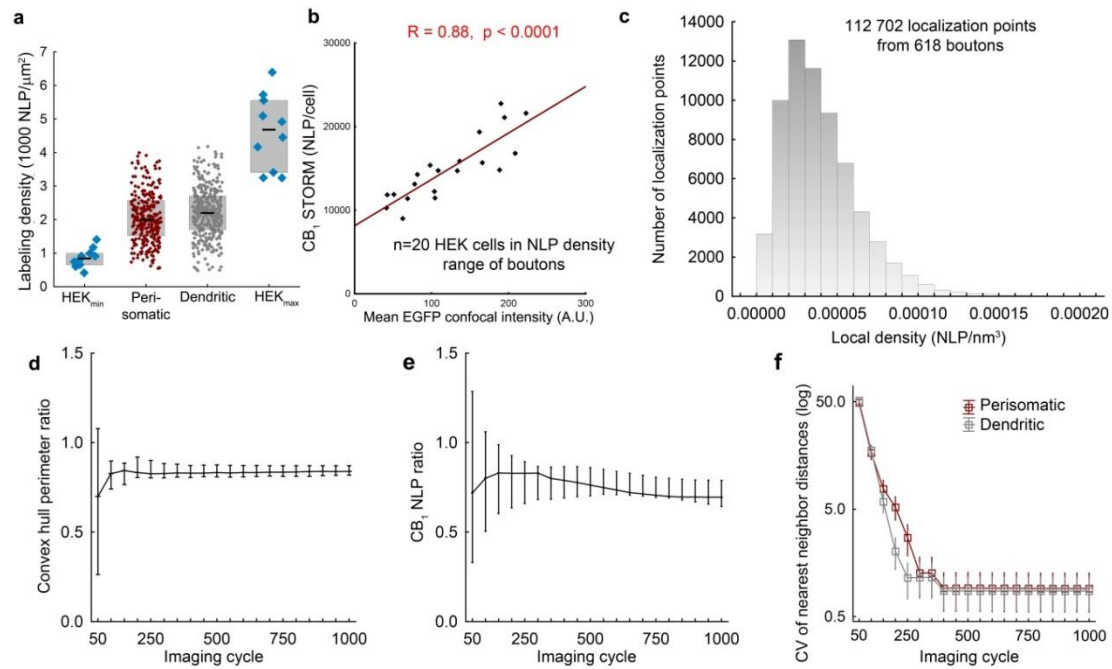 a
Labeling density (1000 NLP/μm²)
7
6
5
4
3
2
1
0
HEKmin
Peri-
somatic
Dendritic
HEKmax
b
R = 0.88, p < 0.0001
CB₁ STORM (NLP/cell)
30000
20000
10000
0
n=20 HEK cells in NLP density
range of boutons
0 100 200 300
Mean EGFP confocal intensity (A.U.)
c
112 702 localization points
from 618 boutons
Number of localization points
14000
12000
10000
8000
6000
4000
2000
0
0.00000 0.00005 0.00010 0.00015 0.00020
Local density (NLP/nm³)
d
Convex hull perimeter ratio
1.5
1.0
0.5
0.0
50 250 500 750 1000
Imaging cycle
e
CB₁ NLP ratio
1.5
1.0
0.5
0.0
50 250 500 750 1000
Imaging cycle
f
CV of nearest neighbor distances (log)
50.0
5.0
0.5
Perisomatic
Dendritic
50 250 500 750 1000
Imaging cycle